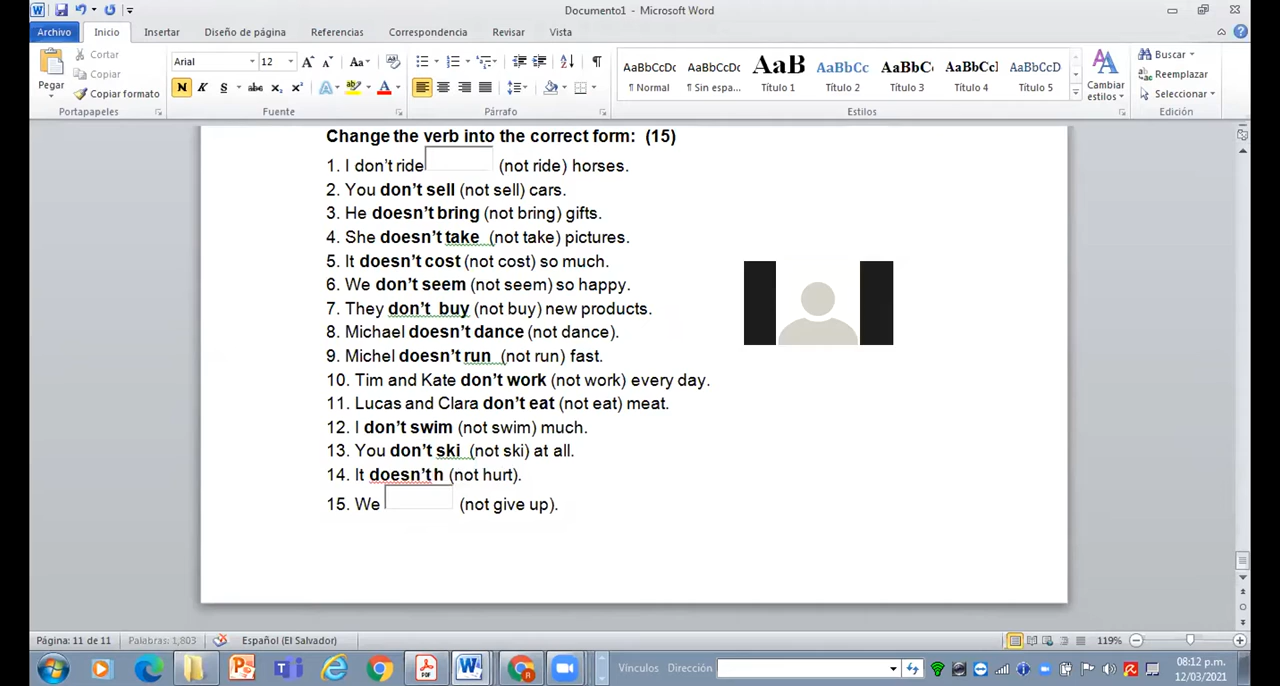 Documento1 - Microsoft Word
Archivo Inicio Insertar Diseño de página Referencias Correspondencia Revisar Vista
Pegar
Cortar
Copiar
Copiar formato
Portapapeles
Arial 12
N K S abc x₂ x²
Fuente
Párrafo
AaBbCcDc AaBbCcDc AaB AaBbCc AaBbC AaBbCcI AaBbCcD
¶ Normal ¶ Sin espa... Título 1 Título 2 Título 3 Título 4 Título 5
Estilos
Cambiar
estilos
Buscar
Reemplazar
Seleccionar
Edición
Change the verb into the correct form: (15)
1. I don’t ride (not ride) horses.
2. You don’t sell (not sell) cars.
3. He doesn’t bring (not bring) gifts.
4. She doesn’t take (not take) pictures.
5. It doesn’t cost (not cost) so much.
6. We don’t seem (not seem) so happy.
7. They don’t buy (not buy) new products.
8. Michael doesn’t dance (not dance).
9. Michel doesn’t run (not run) fast.
10. Tim and Kate don’t work (not work) every day.
11. Lucas and Clara don’t eat (not eat) meat.
12. I don’t swim (not swim) much.
13. You don’t ski (not ski) at all.
14. It doesn’t h (not hurt).
15. We (not give up).
Página: 11 de 11 Palabras: 1,803 Español (El Salvador) 119%
Vínculos Dirección
08:12 p.m.
12/03/2021